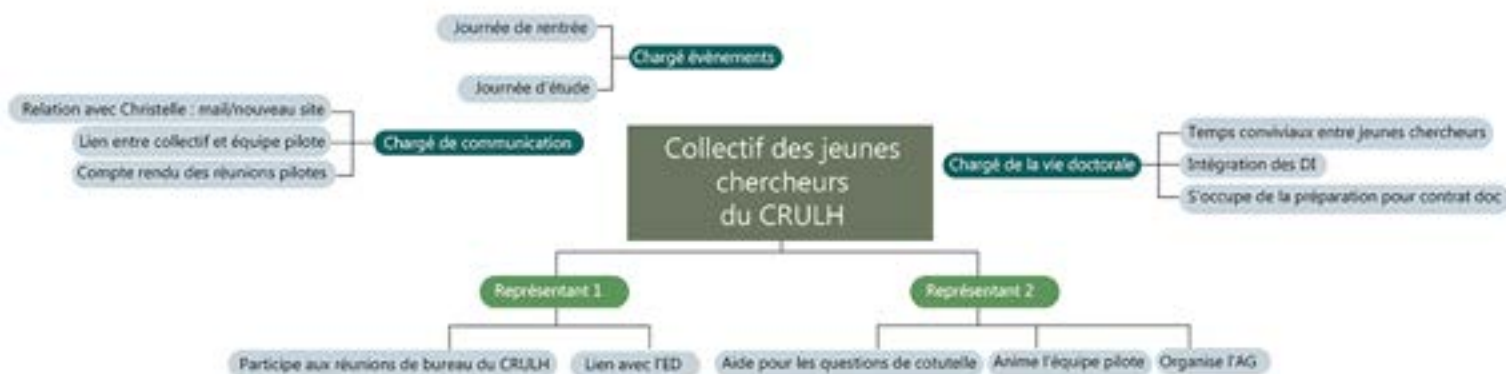 Journée de rentrée
Chargé évènements
Journée d'étude
Relation avec Christelle : mail/nouveau site
Lien entre collectif et équipe pilote
Chargé de communication
Compte rendu des réunions pilotes
Collectif des jeunes
chercheurs
du CRULH
Temps conviviaux entre jeunes chercheurs
Chargé de la vie doctorale
Intégration des DI
S'occupe de la préparation pour contrat doc
Représentant 1
Représentant 2
Participe aux réunions de bureau du CRULH
Lien avec l'ED
Aide pour les questions de cotutelle
Anime l'équipe pilote
Organise l'AG